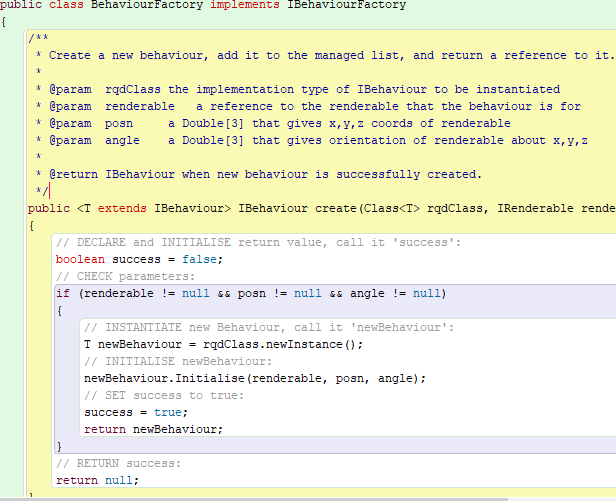 public class BehaviourFactory implements IBehaviourFactory
{
/**
* Create a new behaviour, add it to the managed list, and return a reference to it.
*
* @param rqdClass the implementation type of IBehaviour to be instantiated
* @param renderable a reference to the renderable that the behaviour is for
* @param posn a Double[3] that gives x,y,z coords of renderable
* @param angle a Double[3] that gives orientation of renderable about x,y,z
*
* @return IBehaviour when new behaviour is successfully created.
*/
public <T extends IBehaviour> IBehaviour create(Class<T> rqdClass, IRenderable rende
{
// DECLARE and INITIALISE return value, call it 'success':
boolean success = false;
// CHECK parameters:
if (renderable != null && posn != null && angle != null)
{
// INSTANTIATE new Behaviour, call it 'newBehaviour':
T newBehaviour = rqdClass.newInstance();
// INITIALISE newBehaviour:
newBehaviour.Initialise(renderable, posn, angle);
// SET success to true:
success = true;
return newBehaviour;
}
// RETURN success:
return null;
}